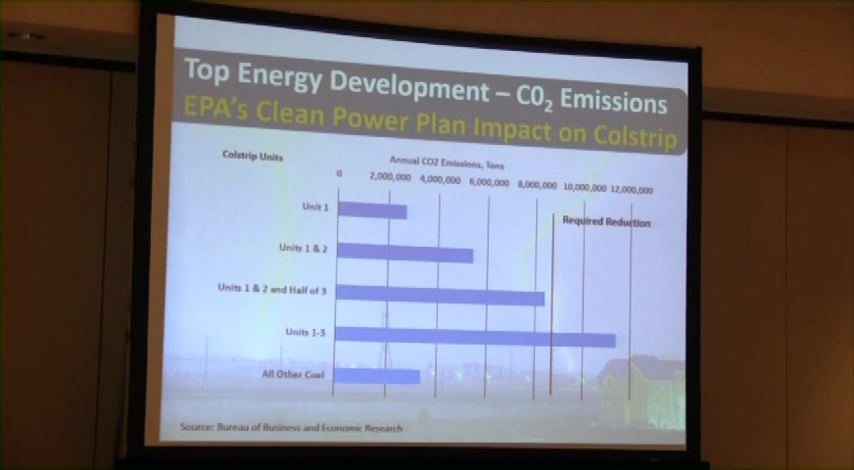 Top Energy Development – C0₂ Emissions
EPA's Clean Power Plan Impact on Colstrip
Colstrip Units
Annual CO2 Emissions, Tons
0 2,000,000 4,000,000 6,000,000 8,000,000 10,000,000 12,000,000
Unit 1
Required Reduction
Units 1 & 2
Units 1 & 2 and Half of 3
Units 1-3
All Other Coal
Source: Bureau of Business and Economic Research